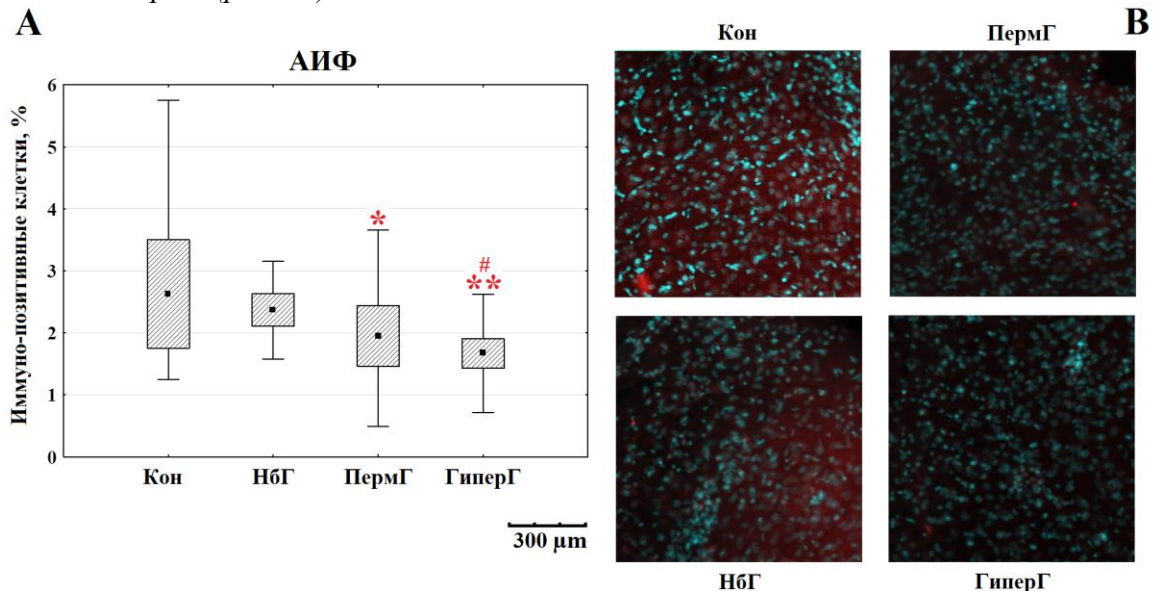 А
В
АИФ
Иммуно-позитивные клетки, %
6
5
4
3
2
1
0
*
#
**
Кон
НбГ
ПермГ
ГиперГ
300 µm
Кон
ПермГ
НбГ
ГиперГ